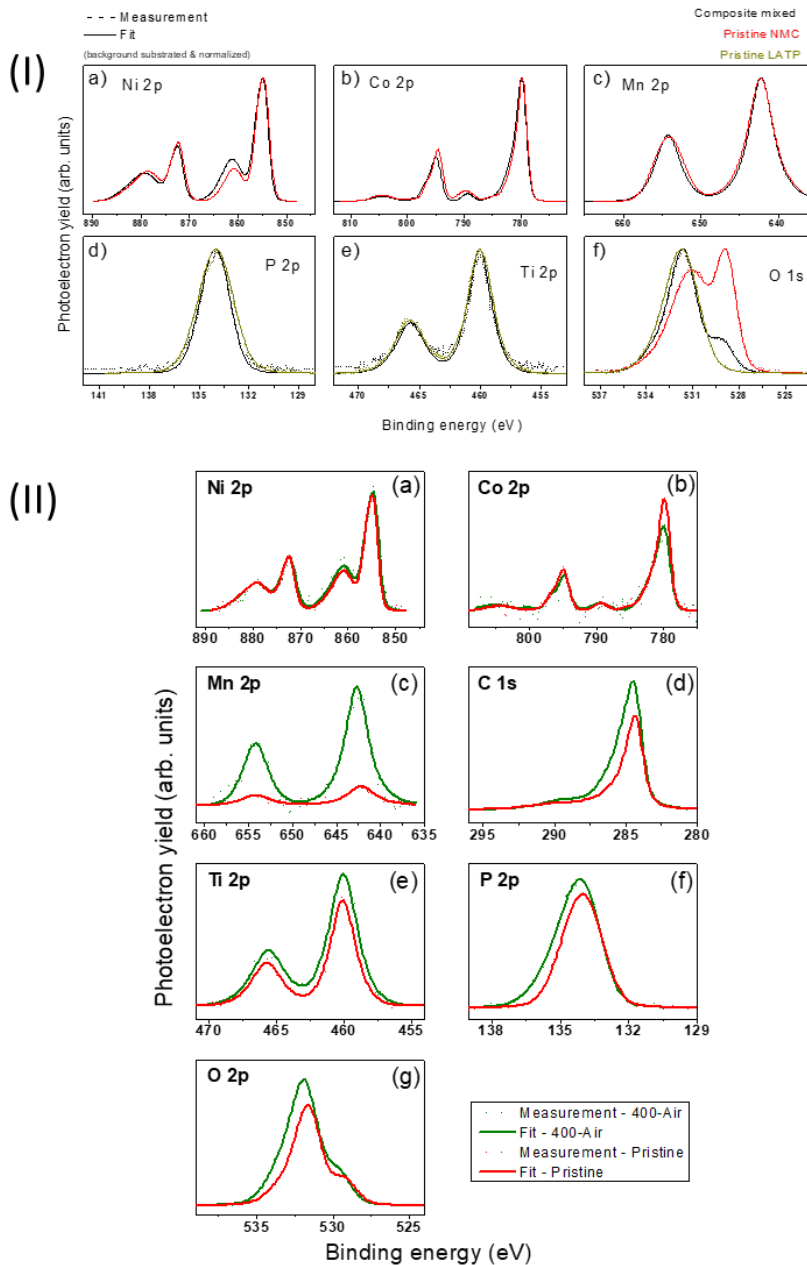 - - - Measurement
Composite mixed
— Fit
Pristine NMC
(background substrated & normalized)
Pristine LATP
(I)
a) Ni 2p
b) Co 2p
c) Mn 2p
890 880 870 860 850
810 800 790 780
660 650 640
d) P 2p
e) Ti 2p
f) O 1s
141 138 135 132 129
470 465 460 455
537 534 531 528 525
Photoelectron yield (arb. units)
Binding energy (eV)
(II)
Ni 2p (a)
Co 2p (b)
890 880 870 860 850
800 790 780
Mn 2p (c)
C 1s (d)
660 655 650 645 640 635
295 290 285 280
Ti 2p (e)
P 2p (f)
470 465 460 455
138 135 132 129
O 2p (g)
535 530 525
Measurement - 400-Air
Fit - 400-Air
Measurement - Pristine
Fit - Pristine
Photoelectron yield (arb. units)
Binding energy (eV)